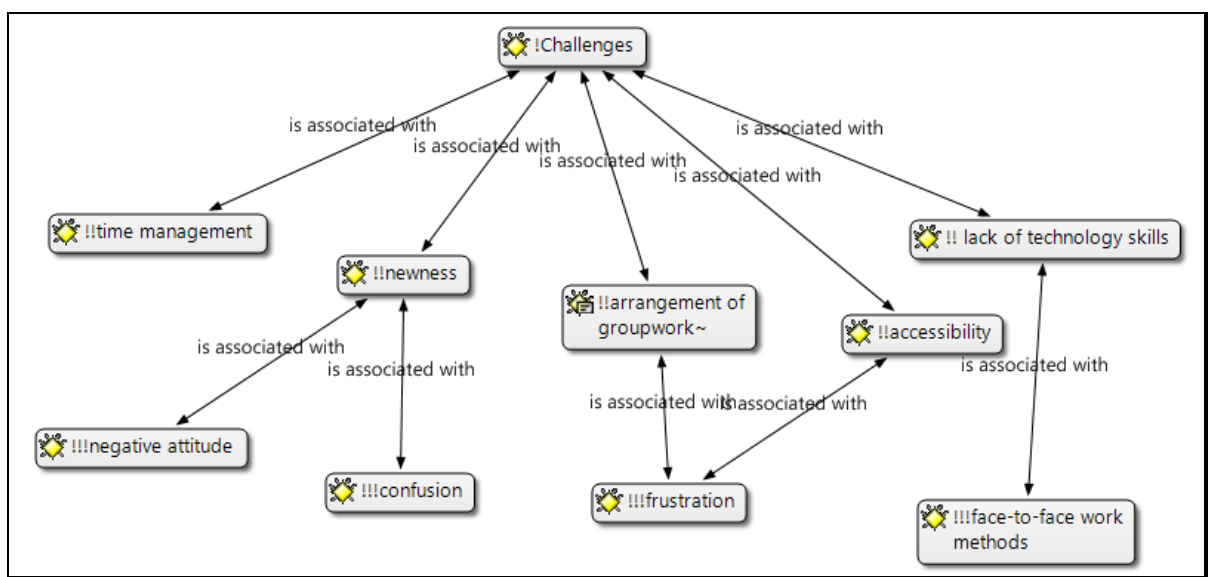 !Challenges
is associated with
is associated with
is associated with
is associated with
is associated with
!!time management
!! lack of technology skills
!!newness
!!arrangement of
groupwork~
!!accessibility
is associated with
is associated with
is associated with
is associated with
is associated with
!!!negative attitude
!!!confusion
!!!frustration
!!!face-to-face work
methods